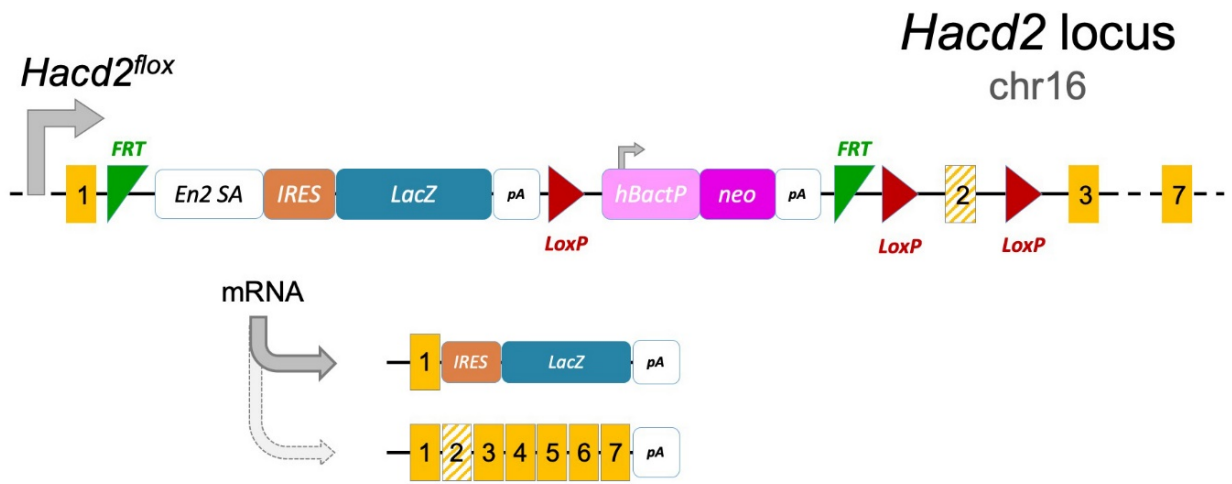 Hacd2 locus
chr16
Hacd2flox
FRT
FRT
1 En2 SA IRES LacZ pA hBactP neo pA 2 3 7
LoxP
LoxP
LoxP
mRNA
1 IRES LacZ pA
1 2 3 4 5 6 7 pA